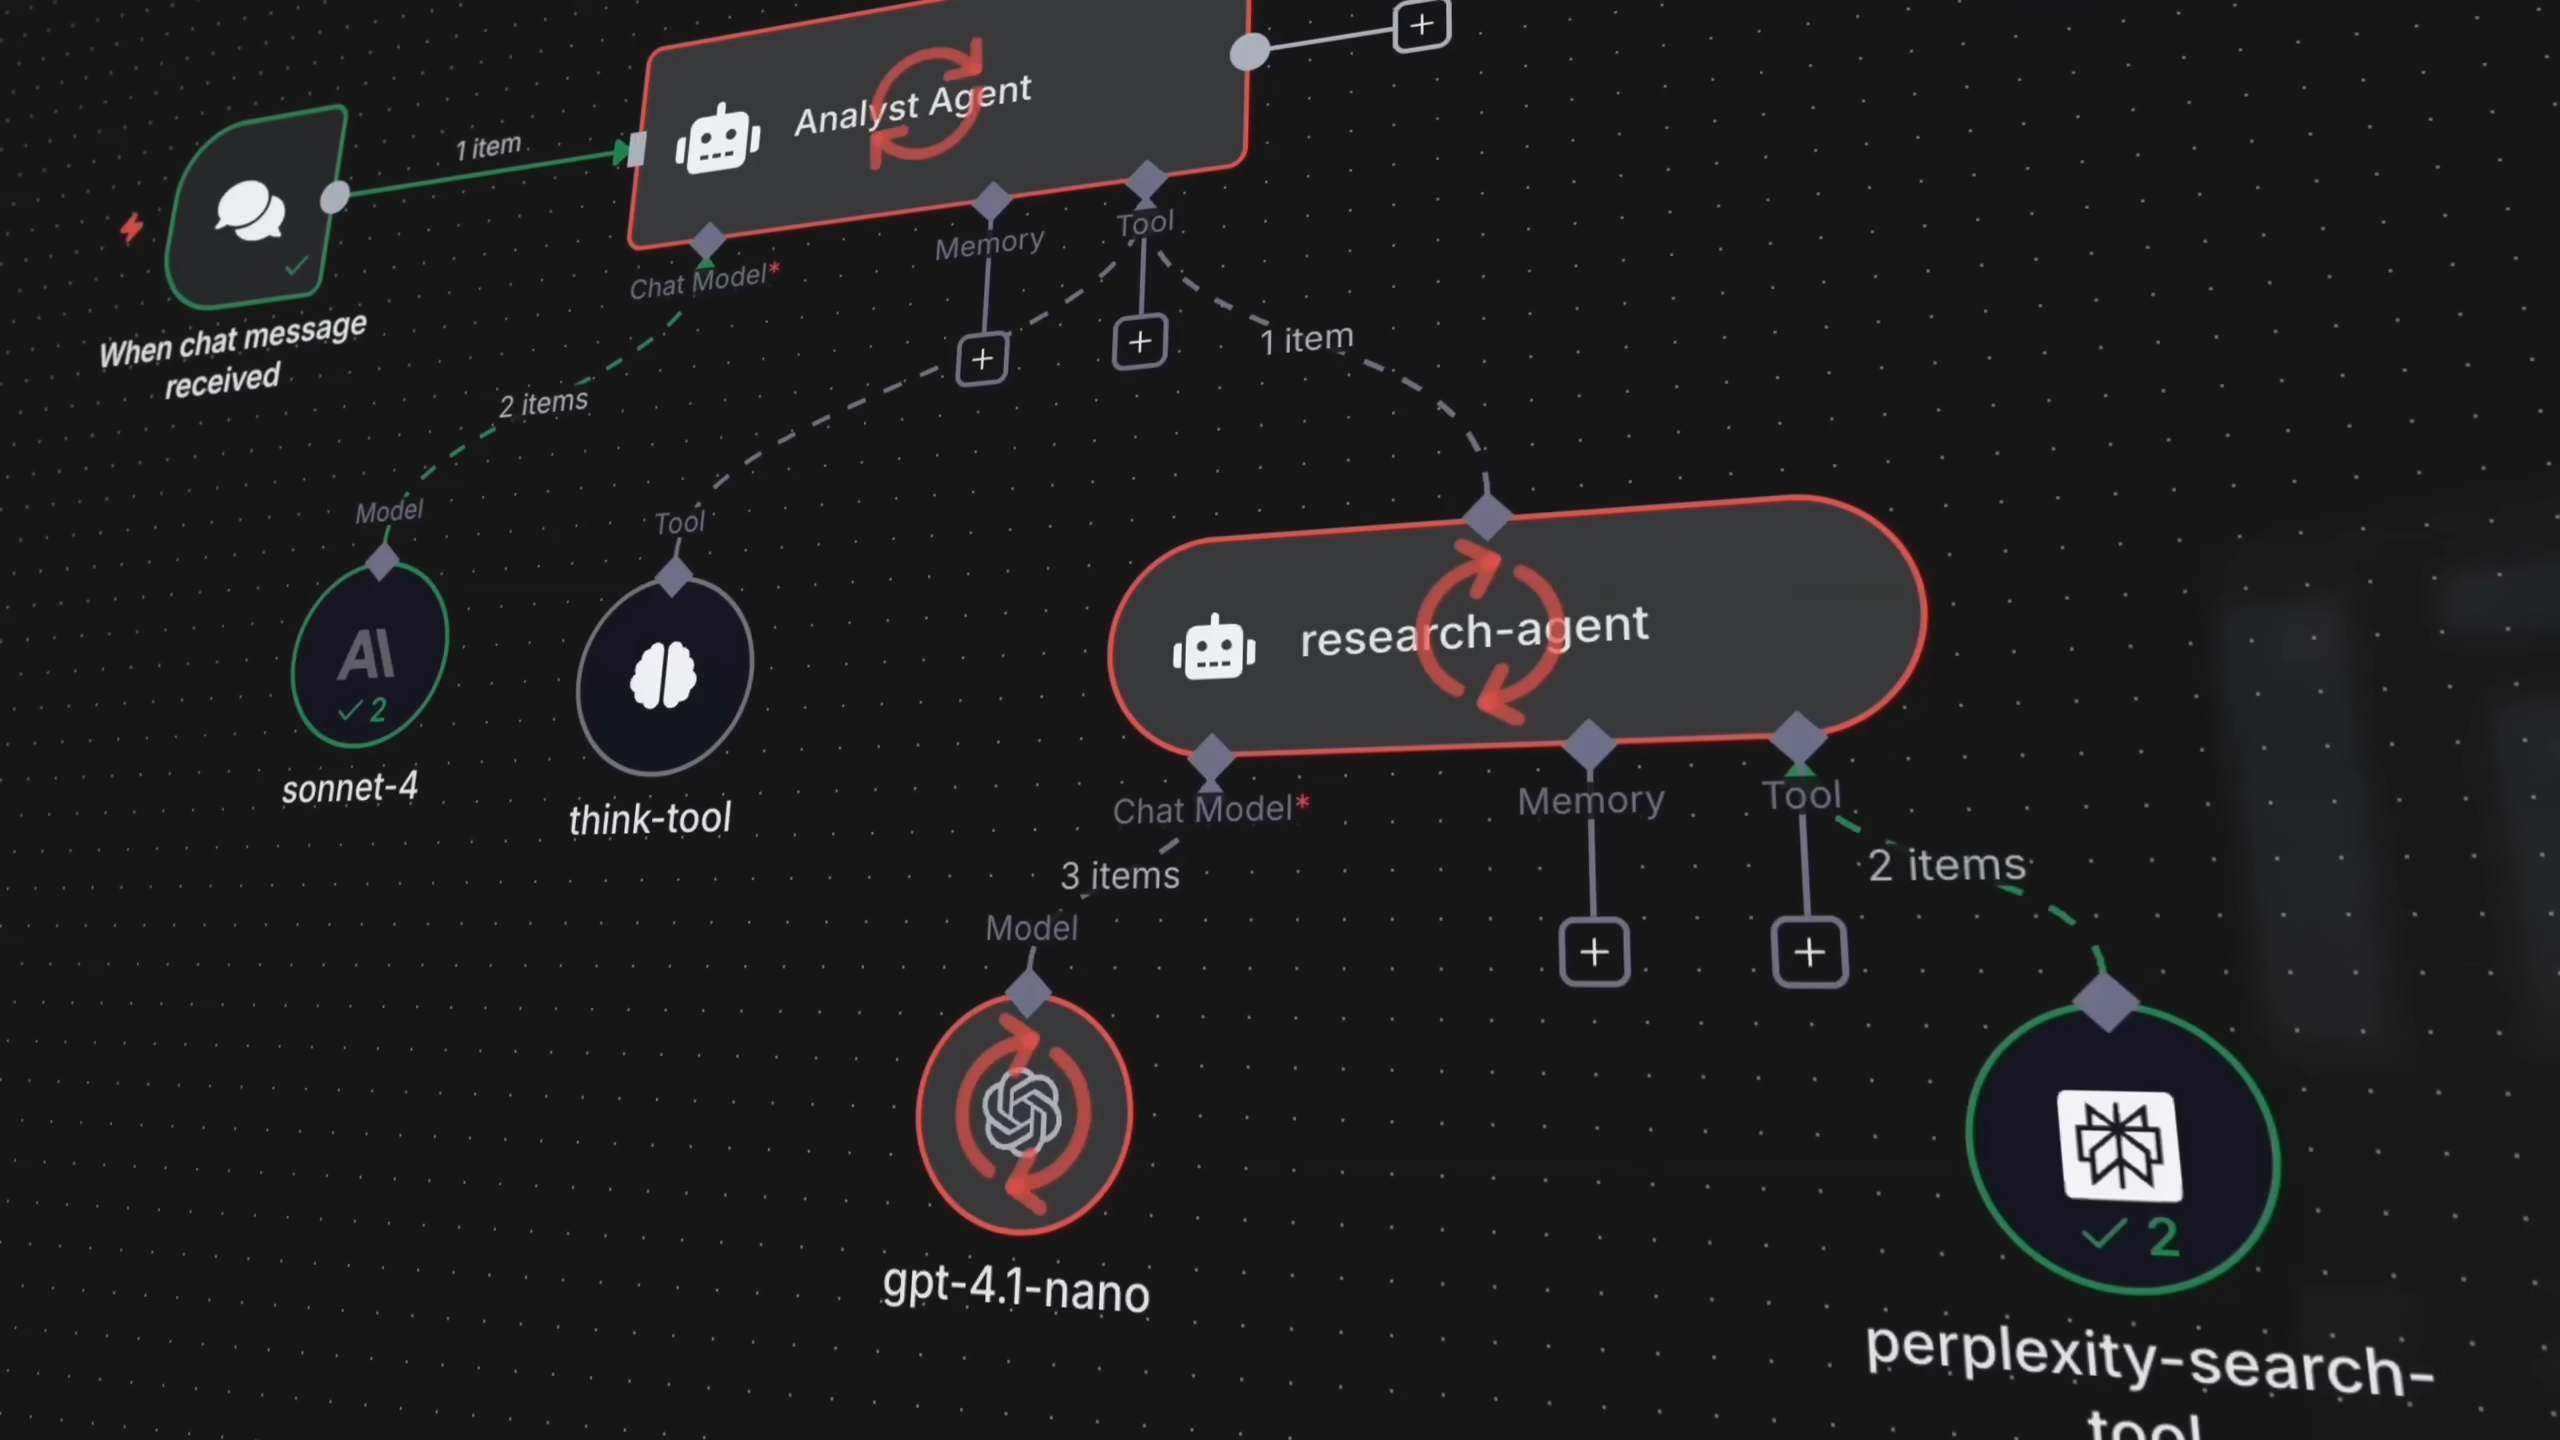 Analyst Agent
1 item
When chat message
received
Chat Model*
Memory
Tool
1 item
2 items
Model
Tool
AI
2
sonnet-4
think-tool
research-agent
Chat Model*
Memory
Tool
3 items
2 items
Model
gpt-4.1-nano
2
perplexity-search-
tool